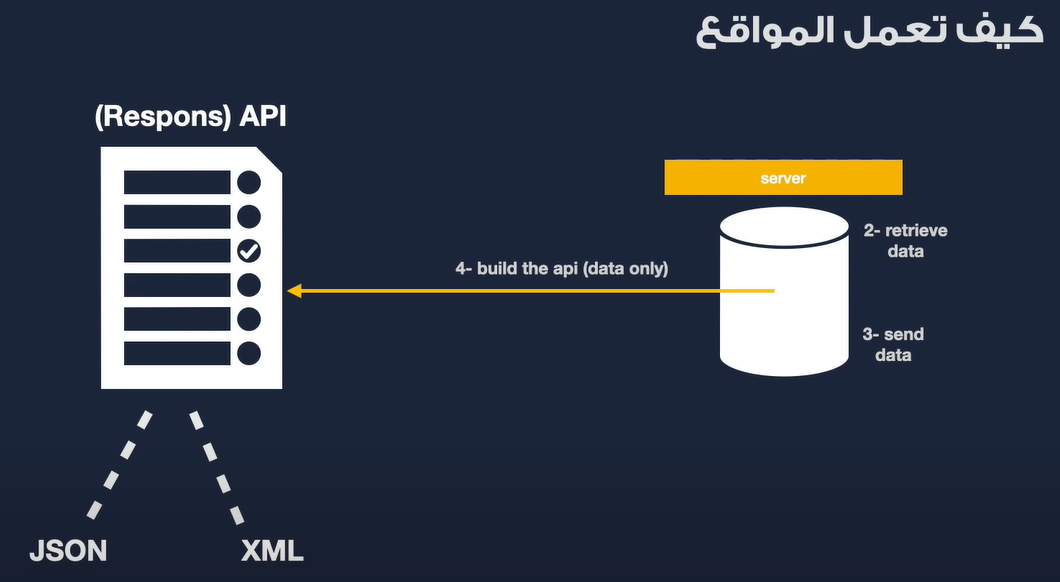 كيف تعمل المواقع
(Respons) API
server
2- retrieve
data
4- build the api (data only)
3- send
data
JSON
XML